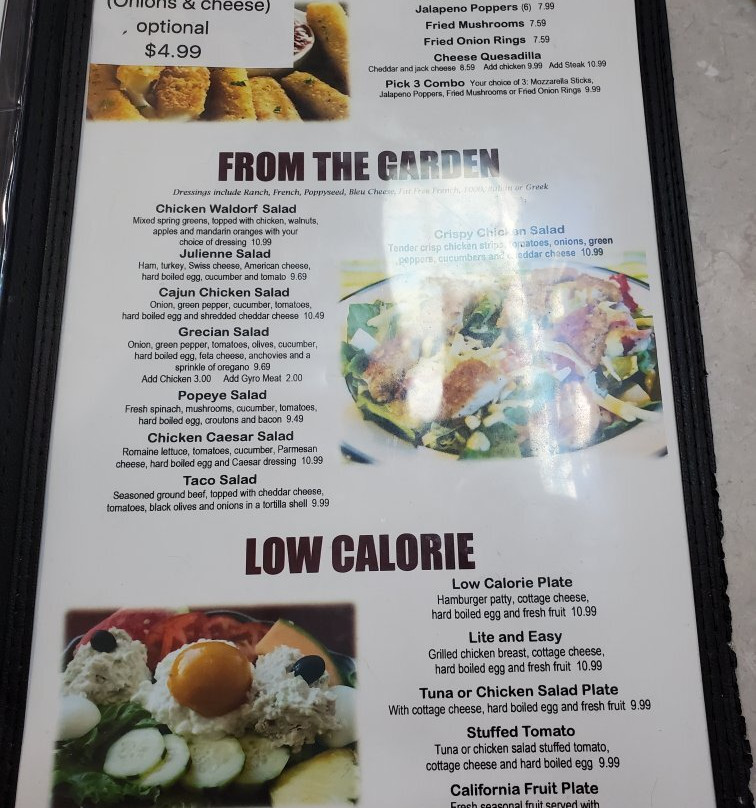 (Onions & cheese)
optional
$4.99
Jalapeno Poppers (6) 7.99
Fried Mushrooms 7.59
Fried Onion Rings 7.59
Cheese Quesadilla
Cheddar and jack cheese 8.59 Add chicken 9.99 Add Steak 10.99
Pick 3 Combo Your choice of 3: Mozzarella Sticks,
Jalapeno Poppers, Fried Mushrooms or Fried Onion Rings 9.99
FROM THE GARDEN
Dressings include Ranch, French, Poppyseed, Bleu Cheese, French, or Greek
Chicken Waldorf Salad
Mixed spring greens, topped with chicken, walnuts,
apples and mandarin oranges with your
choice of dressing 10.99
Julienne Salad
Ham, turkey, Swiss cheese, American cheese,
hard boiled egg, cucumber and tomato 9.69
Cajun Chicken Salad
Onion, green pepper, cucumber, tomatoes,
hard boiled egg and shredded cheddar cheese 10.49
Grecian Salad
Onion, green pepper, tomatoes, olives, cucumber,
hard boiled egg, feta cheese, anchovies and a
sprinkle of oregano 9.69
Add Chicken 3.00 Add Gyro Meat 2.00
Popeye Salad
Fresh spinach, mushrooms, cucumber, tomatoes,
hard boiled egg, croutons and bacon 9.49
Chicken Caesar Salad
Romaine lettuce, tomatoes, cucumber, Parmesan
cheese, hard boiled egg and Caesar dressing 10.99
Taco Salad
Seasoned ground beef, topped with cheddar cheese,
tomatoes, black olives and onions in a tortilla shell 9.99
Crispy Chicken Salad
Tender crisp chicken strips, tomatoes, onions, green
peppers, cucumbers and cheddar cheese 10.99
LOW CALORIE
Low Calorie Plate
Hamburger patty, cottage cheese,
hard boiled egg and fresh fruit 10.99
Lite and Easy
Grilled chicken breast, cottage cheese,
hard boiled egg and fresh fruit 10.99
Tuna or Chicken Salad Plate
With cottage cheese, hard boiled egg and fresh fruit 9.99
Stuffed Tomato
Tuna or chicken salad stuffed tomato,
cottage cheese and hard boiled egg 9.99
California Fruit Plate
Fresh seasonal fruit served with